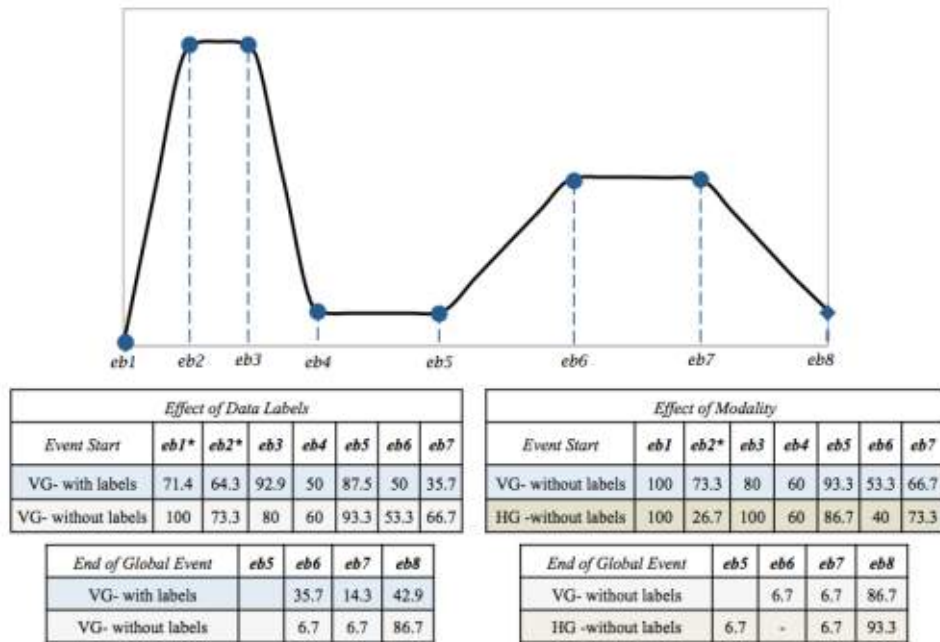 eb1 eb2 eb3 eb4 eb5 eb6 eb7 eb8
Effect of Data Labels
Event Start eb1* eb2* eb3 eb4 eb5 eb6 eb7
VG- with labels 71.4 64.3 92.9 50 87.5 50 35.7
VG- without labels 100 73.3 80 60 93.3 53.3 66.7
End of Global Event eb5 eb6 eb7 eb8
VG- with labels 35.7 14.3 42.9
VG- without labels 6.7 6.7 86.7
Effect of Modality
Event Start eb1 eb2* eb3 eb4 eb5 eb6 eb7
VG- without labels 100 73.3 80 60 93.3 53.3 66.7
HG -without labels 100 26.7 100 60 86.7 40 73.3
End of Global Event eb5 eb6 eb7 eb8
VG- without labels 6.7 6.7 86.7
HG -without labels 6.7 - 6.7 93.3